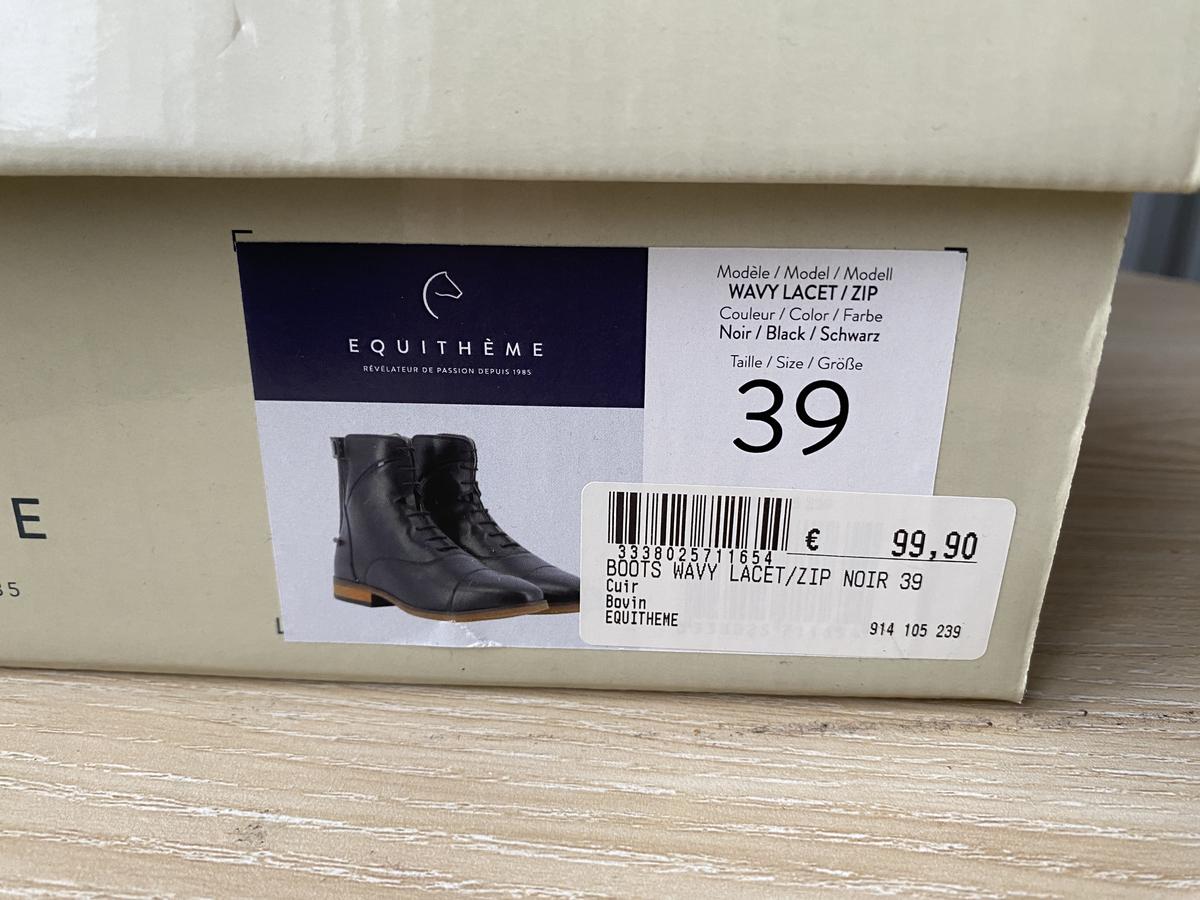 EQUITHÈME
RÉVÉLATEUR DE PASSION DEPUIS 1985
Modèle / Model / Modell
WAVY LACET / ZIP
Couleur / Color / Farbe
Noir / Black / Schwarz
Taille / Size / Größe
39
3338025711654
€ 99,90
BOOTS WAVY LACET/ZIP NOIR 39
Cuir
Bovin
EQUITHEME
914 105 239
E
85